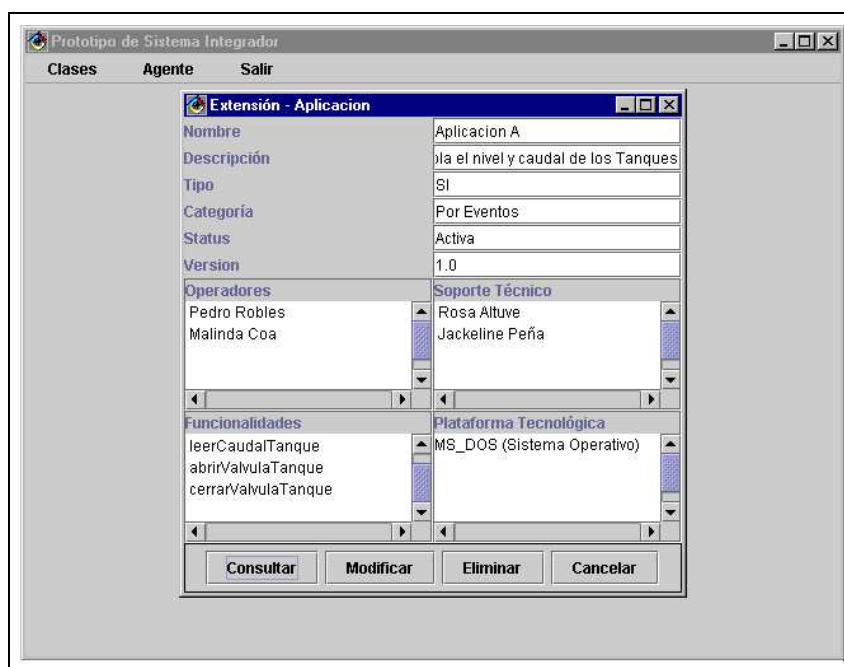 Prototipo de Sistema Integrador
Clases Agente Salir
Extensión - Aplicacion
Nombre Aplicacion A
Descripción ola el nivel y caudal de los Tanques
Tipo SI
Categoría Por Eventos
Status Activa
Version 1.0
Operadores Soporte Técnico
Pedro Robles Rosa Altuve
Malinda Coa Jackeline Peña
Funcionalidades Plataforma Tecnológica
leerCaudalTanque MS_DOS (Sistema Operativo)
abrirValvulaTanque
cerrarValvulaTanque
Consultar Modificar Eliminar Cancelar